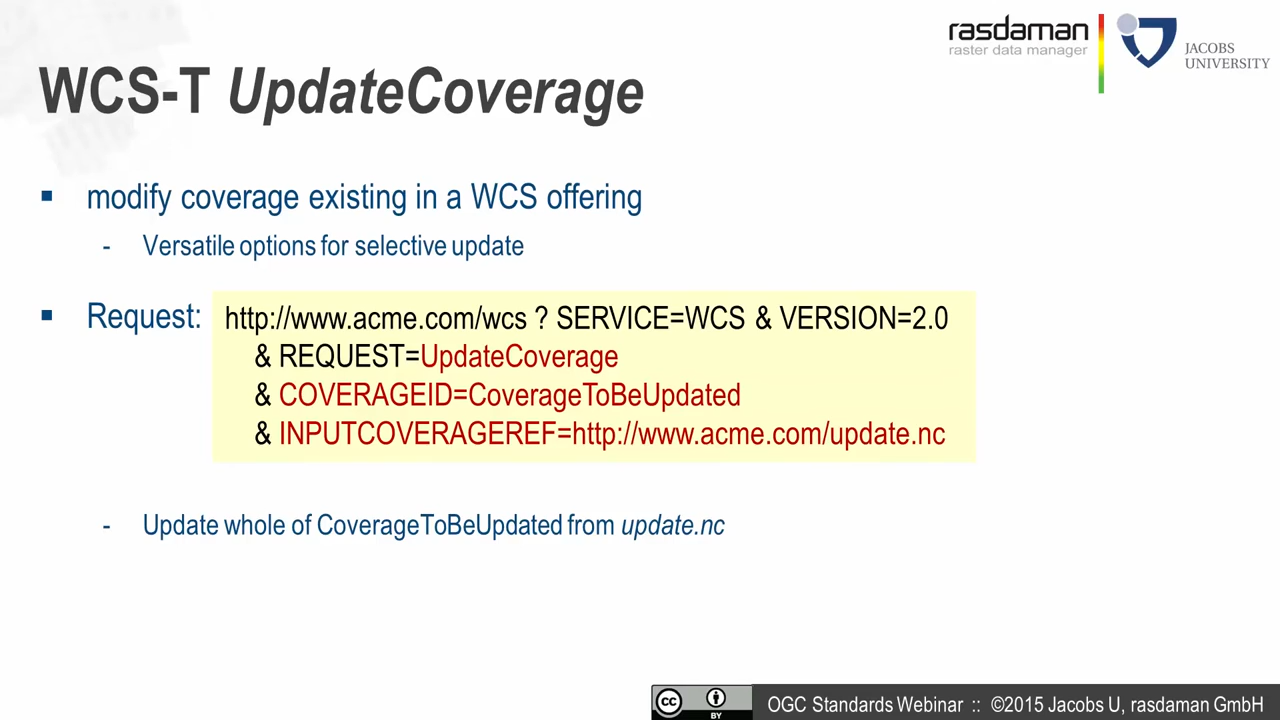 rasdaman
raster data manager
JACOBS
UNIVERSITY
WCS-T UpdateCoverage
▪ modify coverage existing in a WCS offering
- Versatile options for selective update
▪ Request:
http://www.acme.com/wcs ? SERVICE=WCS & VERSION=2.0
& REQUEST=UpdateCoverage
& COVERAGEID=CoverageToBeUpdated
& INPUTCOVERAGEREF=http://www.acme.com/update.nc
- Update whole of CoverageToBeUpdated from update.nc
cc
BY
OGC Standards Webinar :: ©2015 Jacobs U, rasdaman GmbH